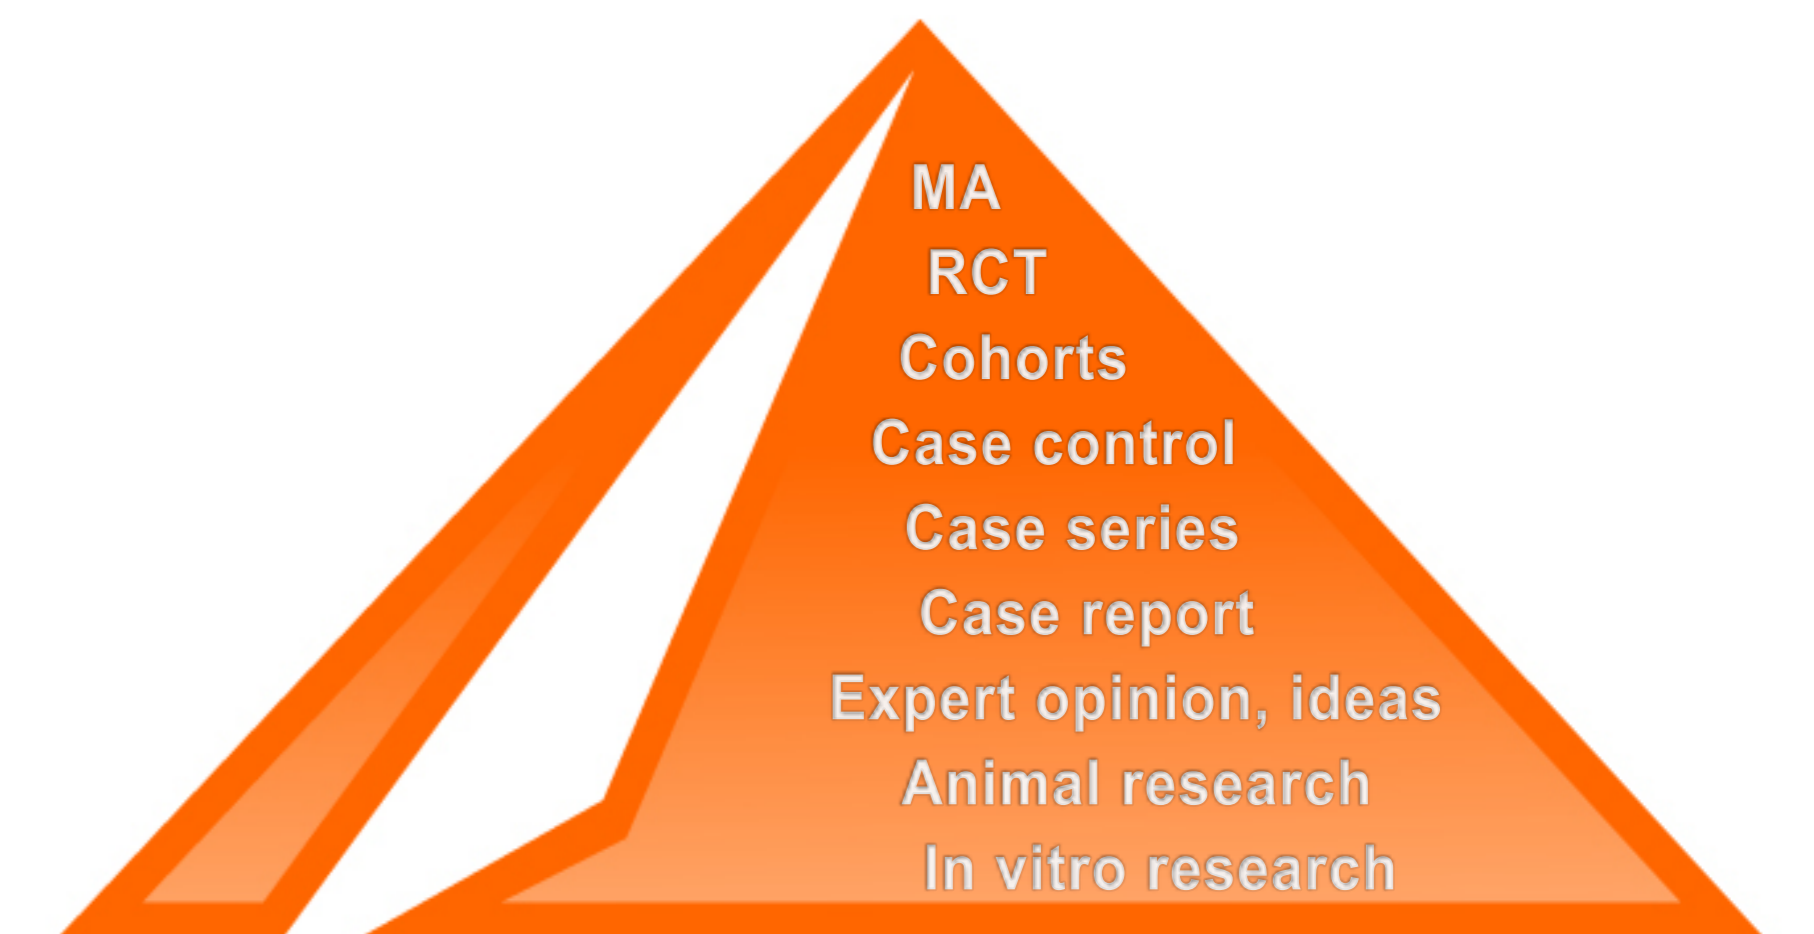 MA
RCT
Cohorts
Case control
Case series
Case report
Expert opinion, ideas
Animal research
In vitro research